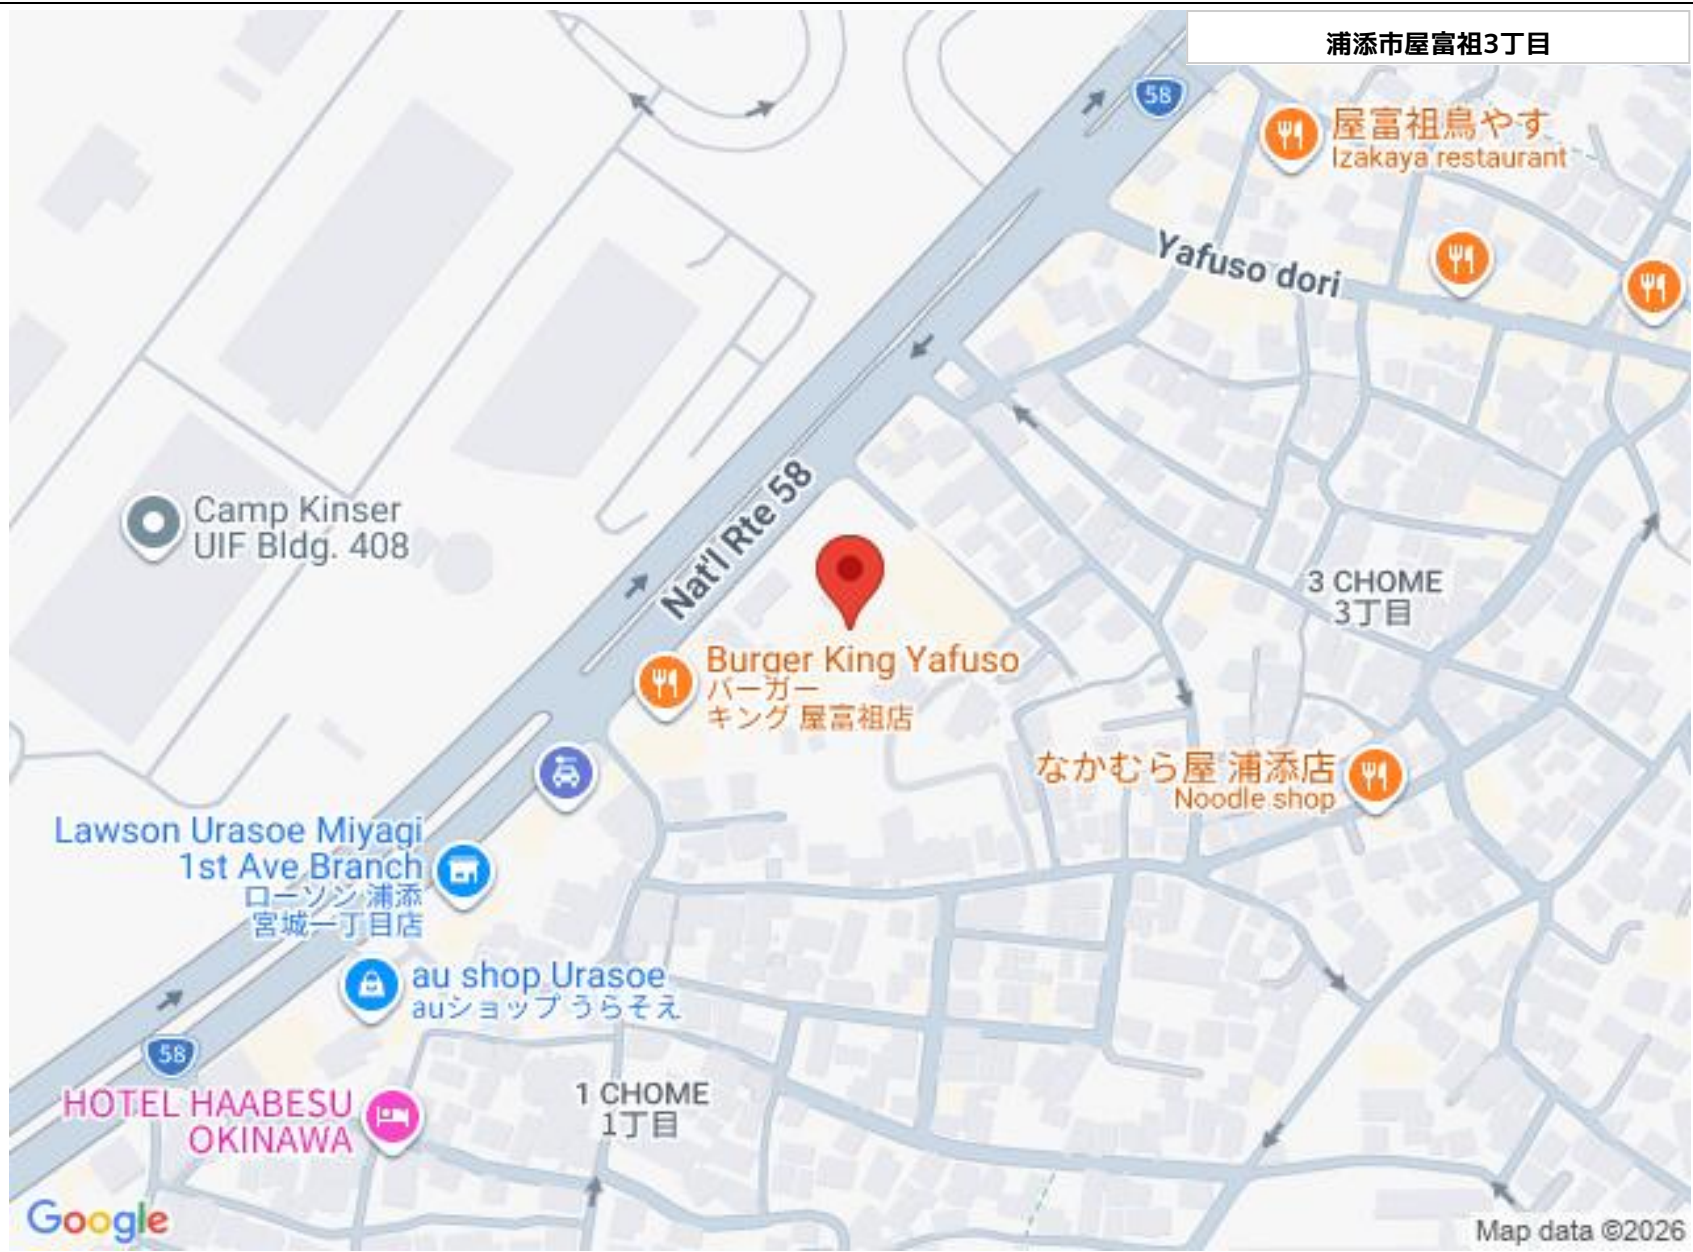 浦添市屋富祖3丁目
58
屋富祖鳥やす
Izakaya restaurant
Yafuso dori
Nat'l Rte 58
Camp Kinser
UIF Bldg. 408
3 CHOME
3丁目
Burger King Yafuso
バーガー
キング 屋富祖店
なかむら屋 浦添店
Noodle shop
Lawson Urasoe Miyagi
1st Ave Branch
ローソン 浦添
宮城一丁目店
au shop Urasoe
auショップ うらそえ
58
HOTEL HAABESU
OKINAWA
1 CHOME
1丁目
Google
Map data ©2026